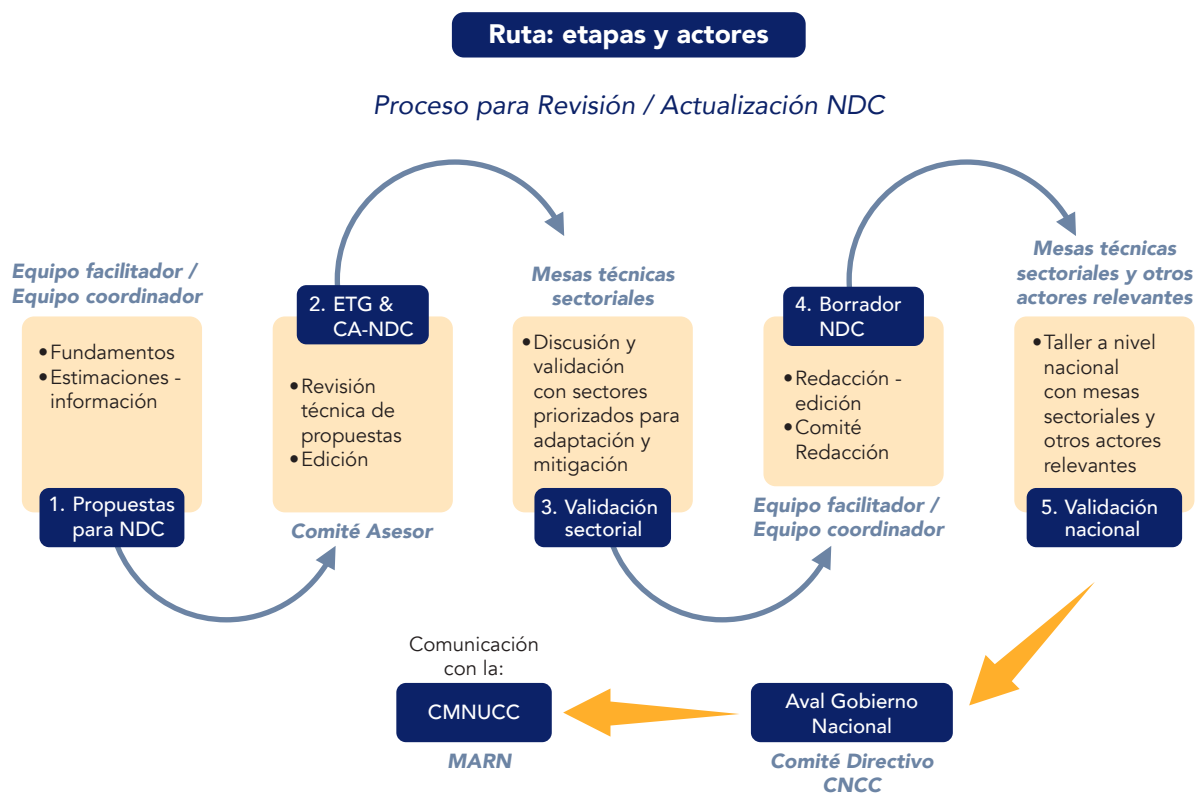 Ruta: etapas y actores
Proceso para Revisión / Actualización NDC
Equipo facilitador /
Equipo coordinador
•Fundamentos
•Estimaciones -
información
1. Propuestas
para NDC
2. ETG &
CA-NDC
•Revisión
técnica de
propuestas
•Edición
Comité Asesor
Mesas técnicas
sectoriales
•Discusión y
validación
con sectores
priorizados para
adaptación y
mitigación
3. Validación
sectorial
4. Borrador
NDC
•Redacción -
edición
•Comité
Redacción
Equipo facilitador /
Equipo coordinador
Mesas técnicas
sectoriales y otros
actores relevantes
•Taller a nivel
nacional
con mesas
sectoriales y
otros actores
relevantes
5. Validación
nacional
Aval Gobierno
Nacional
Comité Directivo
CNCC
Comunicación
con la:
CMNUCC
MARN